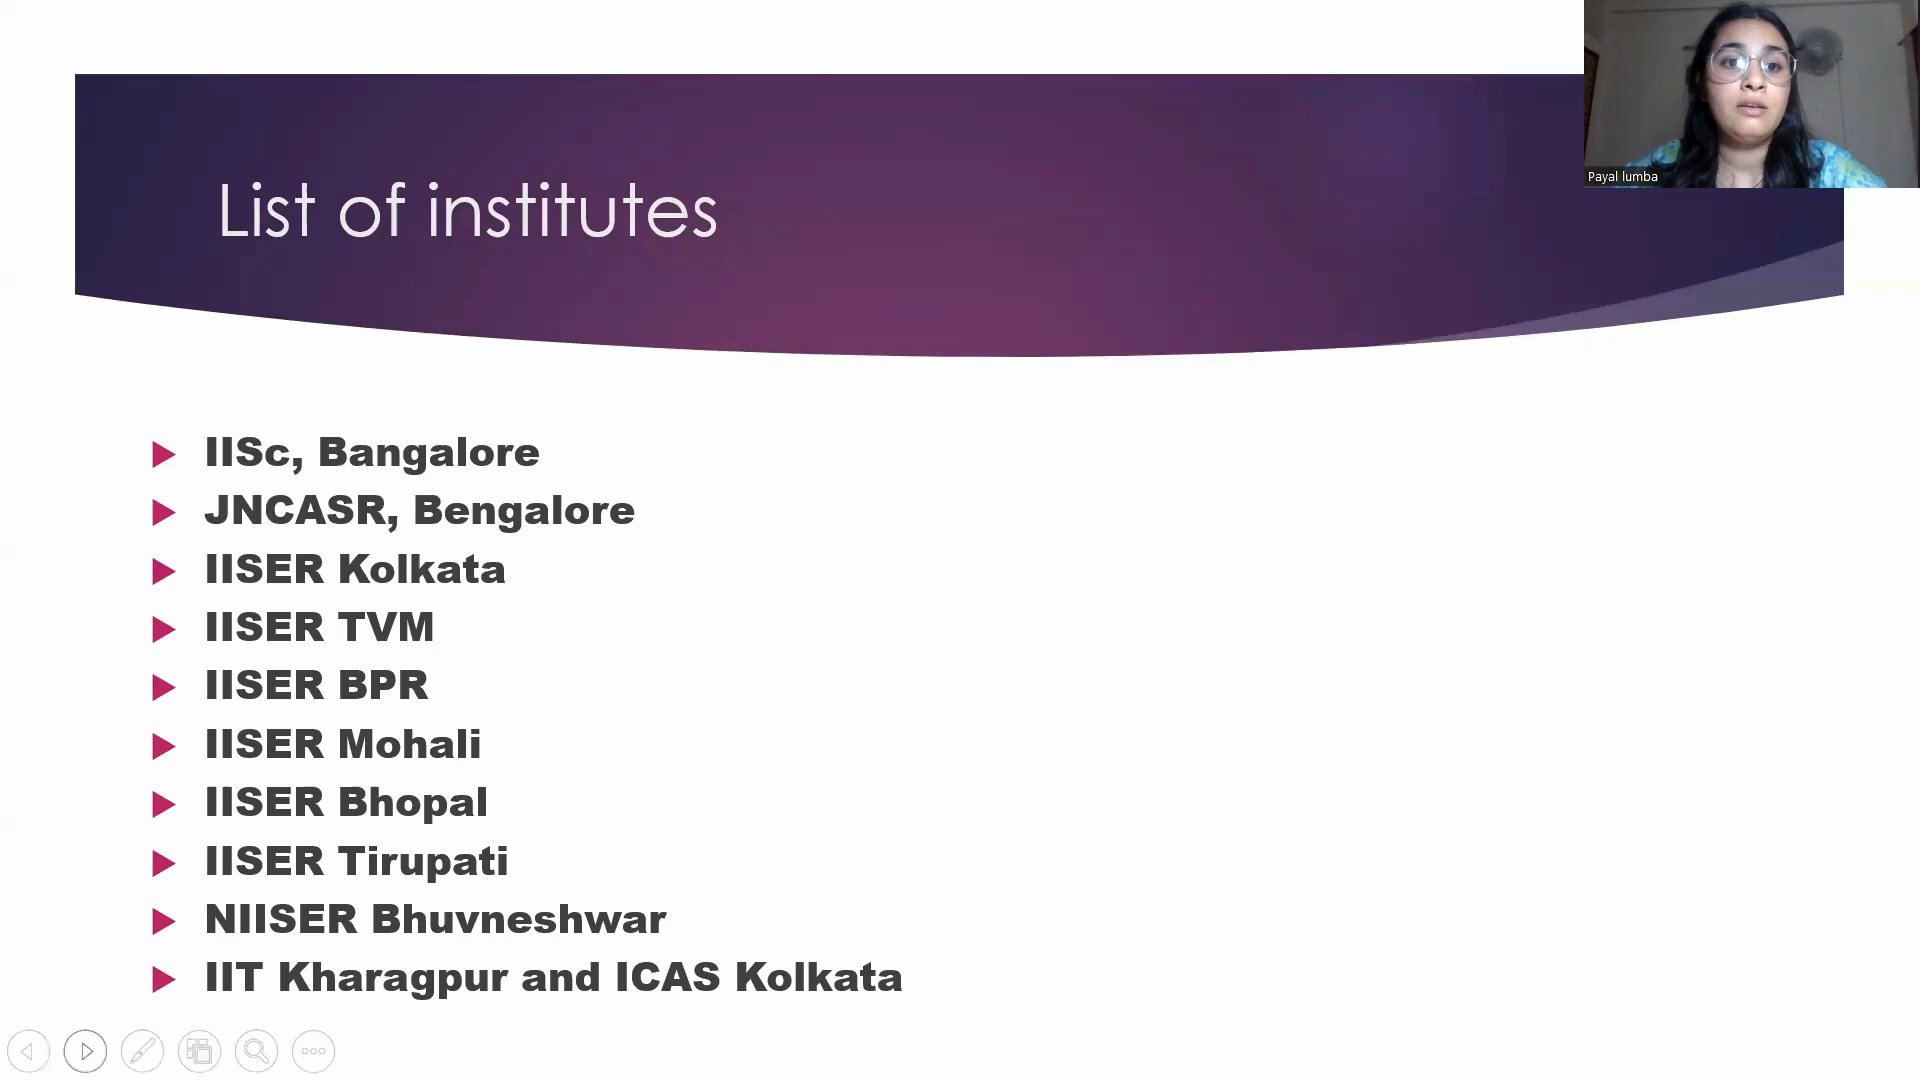 Payal lumba
List of institutes
IISc, Bangalore
JNCASR, Bengalore
IISER Kolkata
IISER TVM
IISER BPR
IISER Mohali
IISER Bhopal
IISER Tirupati
NIISER Bhuvneshwar
IIT Kharagpur and ICAS Kolkata